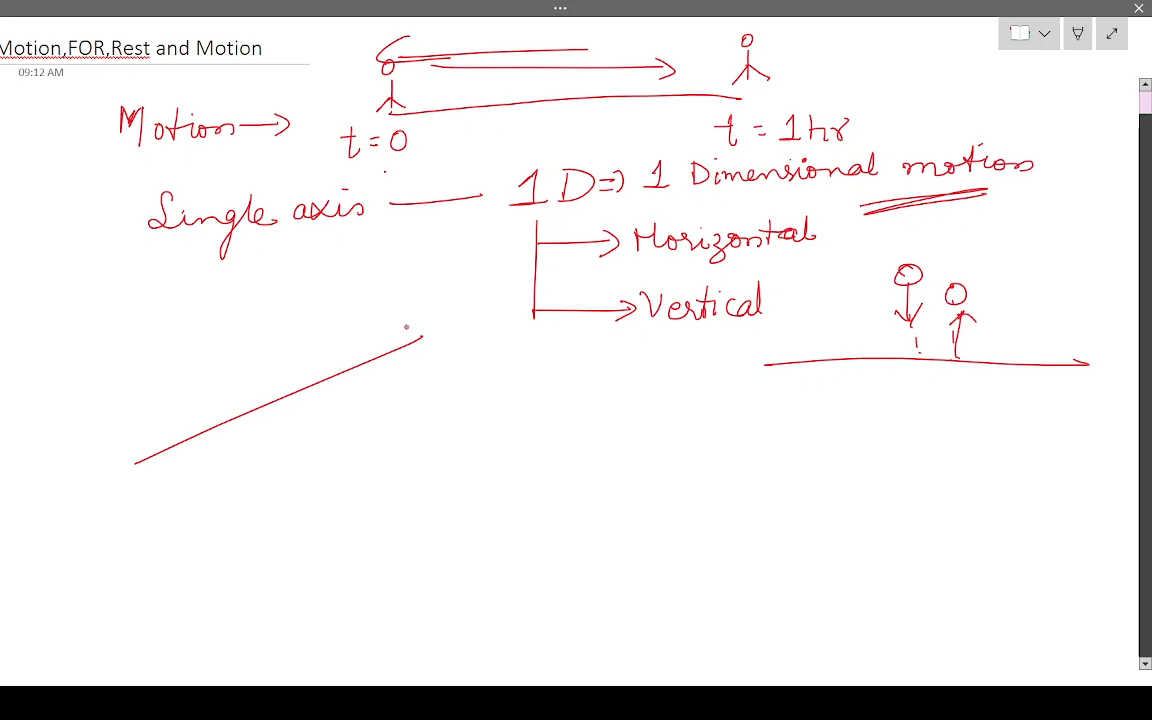 Motion,FOR,Rest and Motion
09:12 AM
Motion →
t = 0
t = 1 hr
Single axis — 1 D ⇒ 1 Dimensional motion
→ Horizontal
→ Vertical